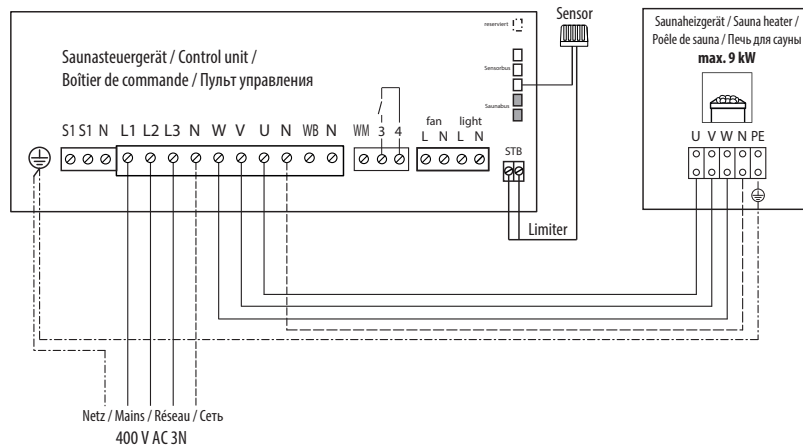 reserviert
Sensor
Saunaheizgerät / Sauna heater /
Poêle de sauna / Печь для сауны
max. 9 kW
Saunasteuergerät / Control unit /
Boîtier de commande / Пульт управления
Sensorbus
Saunabus
S1 S1 N L1 L2 L3 N W V U N WB N WM 3 4
fan light
L N L N
STB
U V W N PE
Limiter
Netz / Mains / Réseau / Сеть
400 V AC 3N